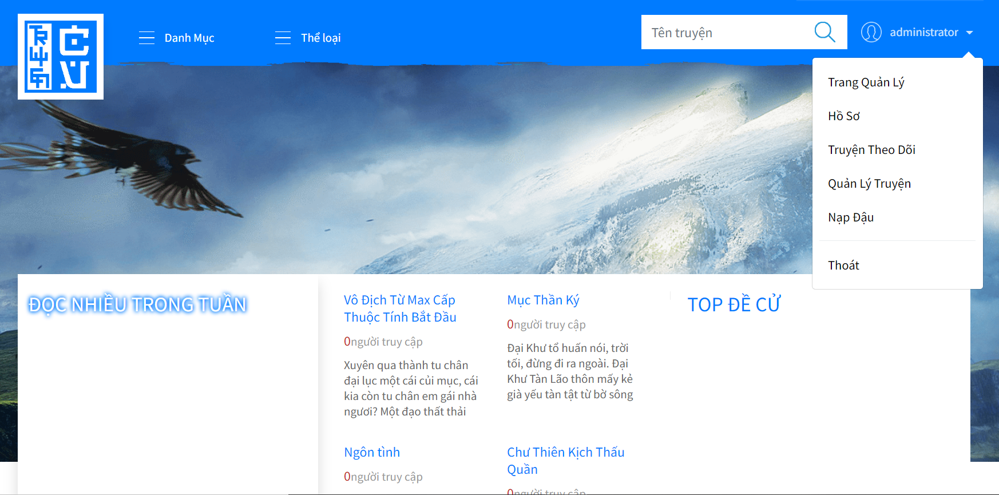 Danh Mục
Thể loại
Tên truyện
administrator
Trang Quản Lý
Hồ Sơ
Truyện Theo Dõi
Quản Lý Truyện
Nạp Đậu
Thoát
ĐỌC NHIỀU TRONG TUẦN
Vô Địch Từ Max Cấp
Thuộc Tính Bắt Đầu
0người truy cập
Xuyên qua thành tu chân
đại lục một cái củi mục, cái
kia còn tu chân em gái nhà
ngươi? Một đạo thất thải
Mục Thần Ký
0người truy cập
Đại Khư tổ huấn nói, trời
tối, đừng đi ra ngoài. Đại
Khư Tàn Lão thôn mấy kẻ
già yếu tàn tật từ bờ sông
Ngôn tình
0người truy cập
Chư Thiên Kịch Thấu
Quần
0người truy cập
TOP ĐỀ CỬ